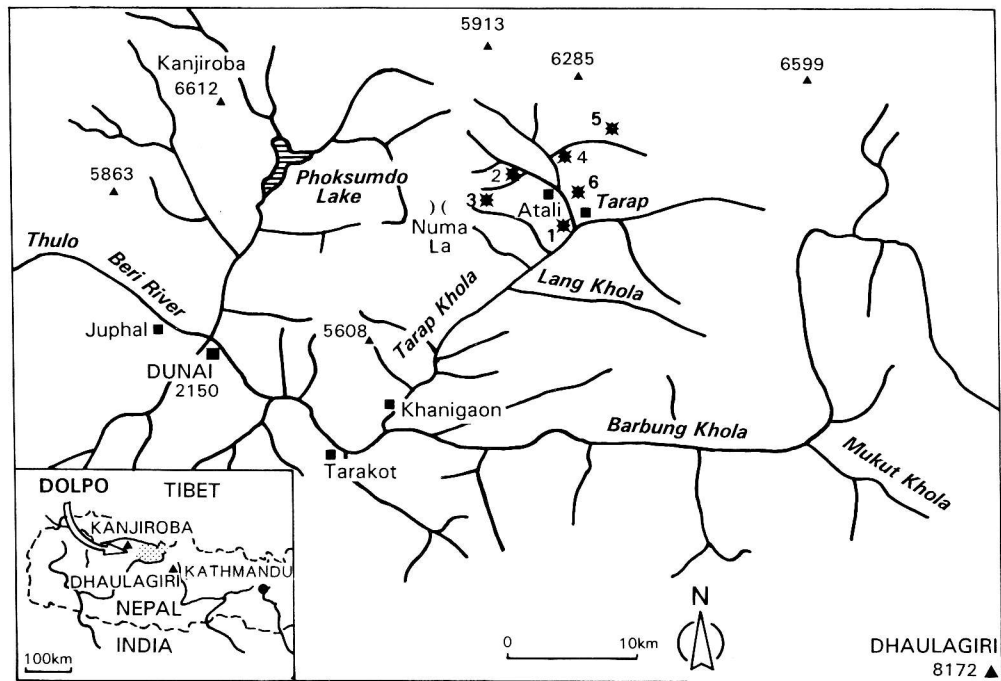 5913
6285
6599
Kanjiroba
6612
5863
Phoksumdo
Lake
5
4
2
6
3
Atali
Tarap
1
) (
Numa
La
Thulo
Beri River
Juphal
DUNAI
2150
5608
Tarap Khola
Lang Khola
Khanigaon
Tarakot
Barbung Khola
Mukut Khola
DOLPO
TIBET
KANJIROBA
DHAULAGIRI
KATHMANDU
NEPAL
INDIA
100km
0 10km
N
DHAULAGIRI
8172